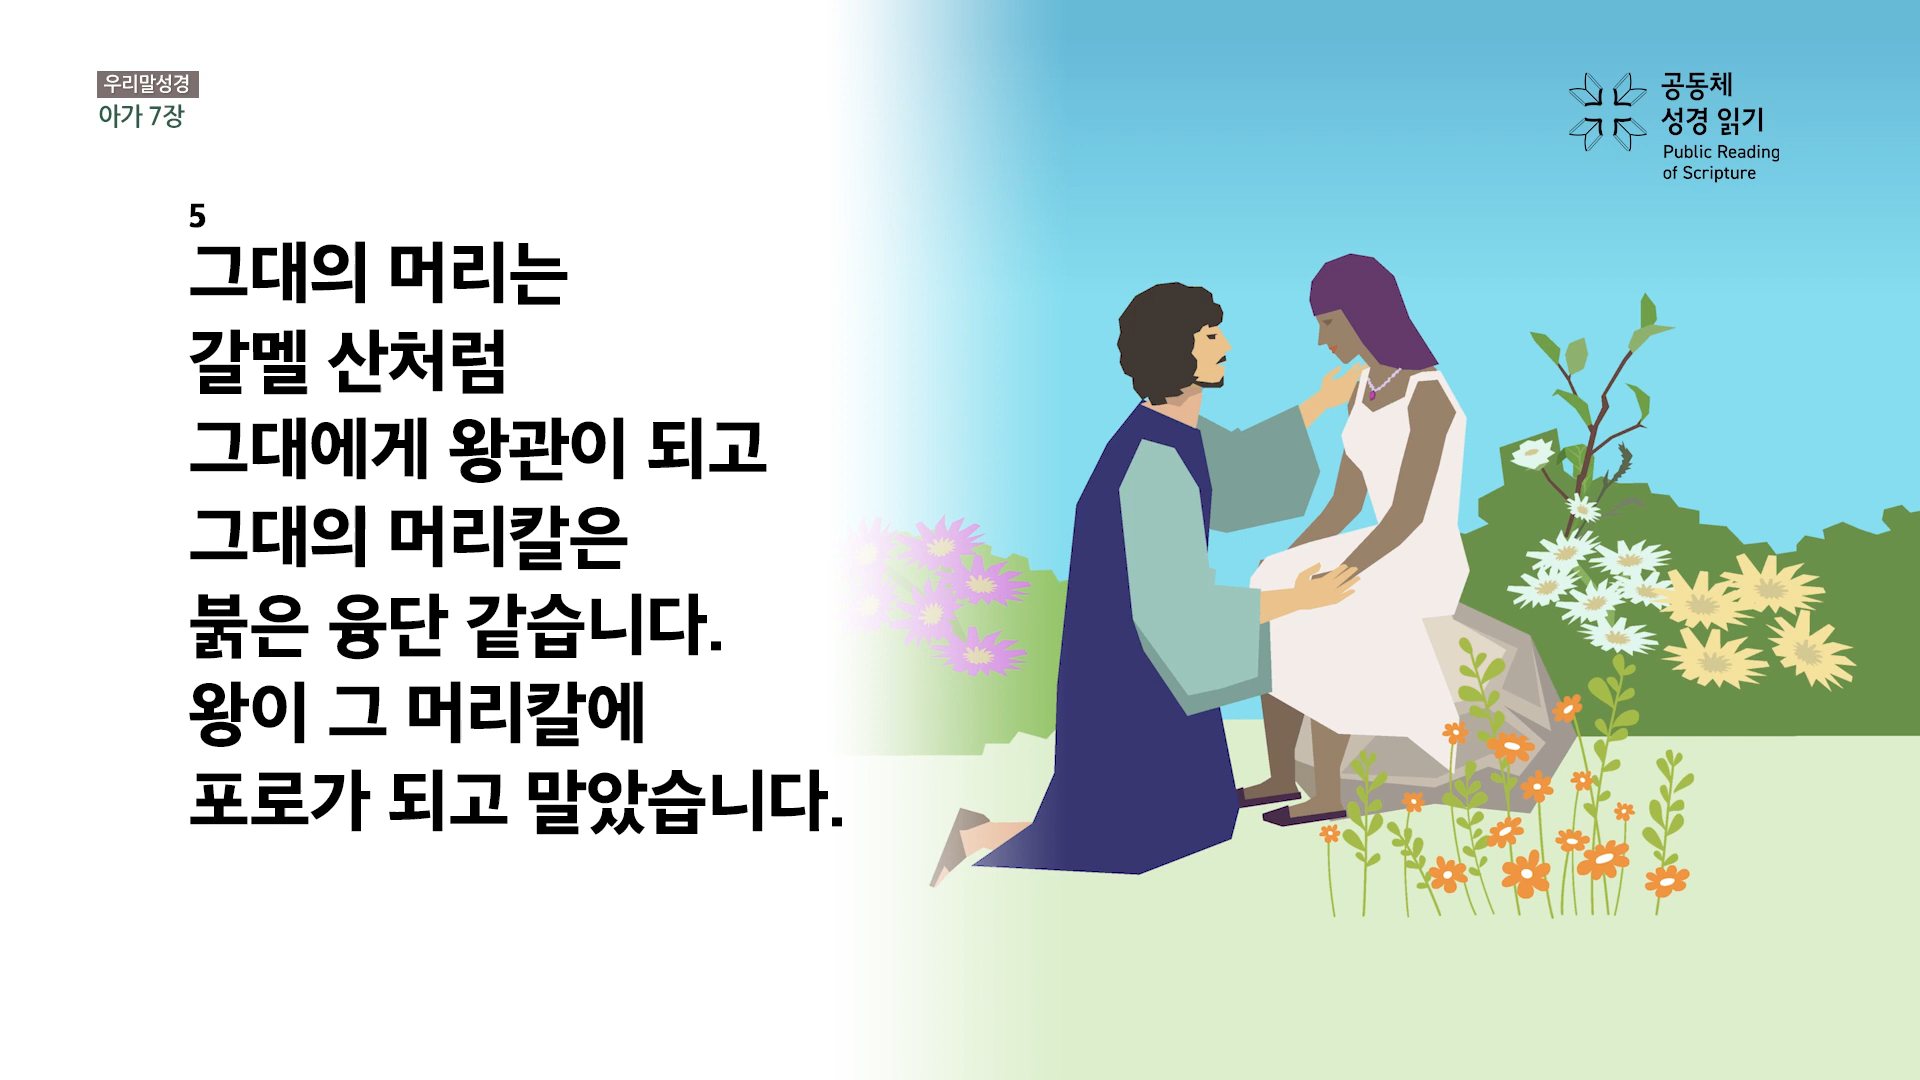 우리말성경
아가 7장
공동체
성경 읽기
Public Reading
of Scripture
5
그대의 머리는
갈멜 산처럼
그대에게 왕관이 되고
그대의 머리칼은
붉은 융단 같습니다.
왕이 그 머리칼에
포로가 되고 말았습니다.